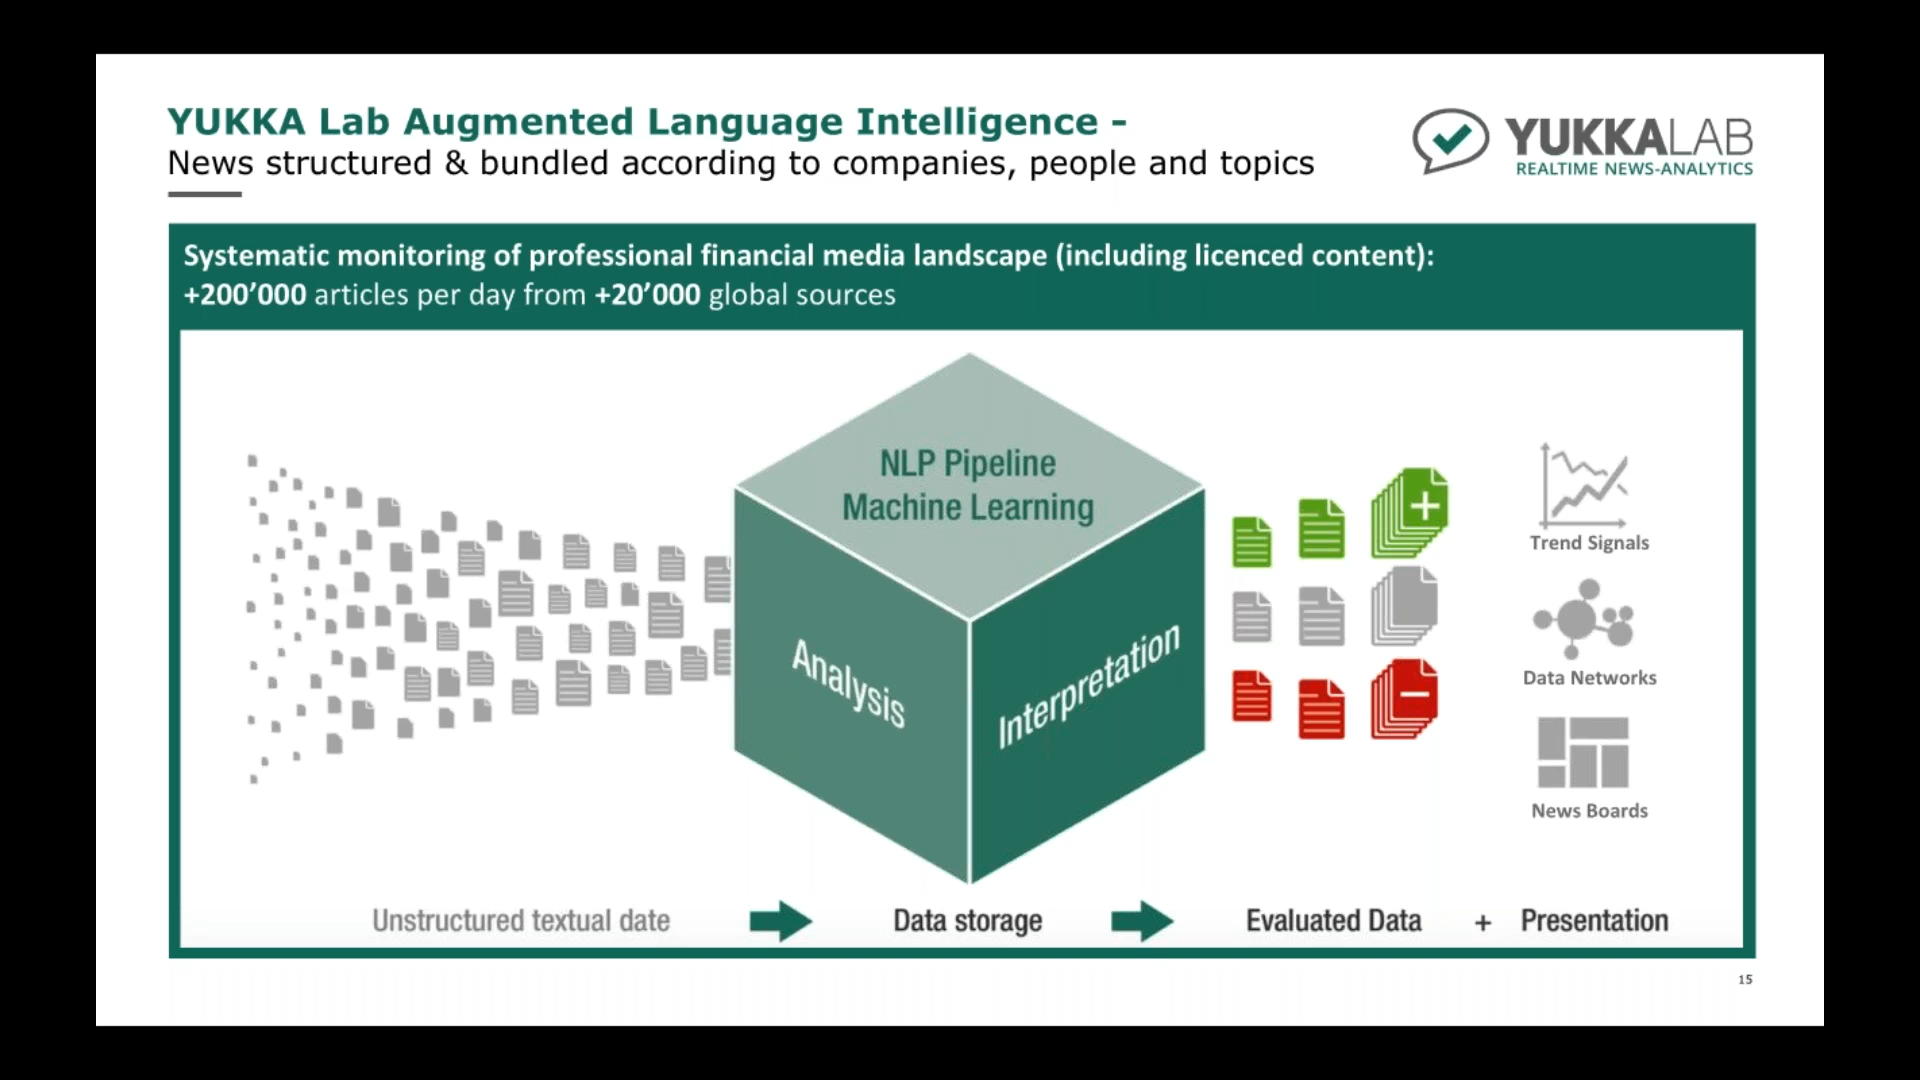 YUKKA Lab Augmented Language Intelligence -
News structured & bundled according to companies, people and topics
YUKKALAB
REALTIME NEWS-ANALYTICS
Systematic monitoring of professional financial media landscape (including licenced content):
+200’000 articles per day from +20’000 global sources
NLP Pipeline
Machine Learning
Analysis
Interpretation
Trend Signals
Data Networks
News Boards
Unstructured textual date
Data storage
Evaluated Data + Presentation
15